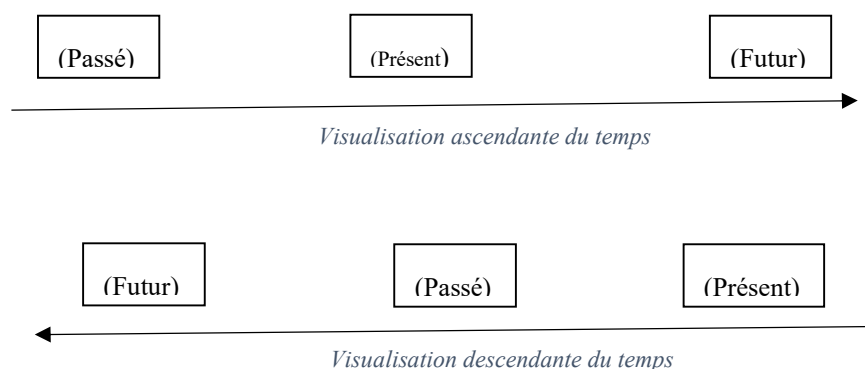 (Passé) (Présent) (Futur)
Visualisation ascendante du temps
(Futur) (Passé) (Présent)
Visualisation descendante du temps